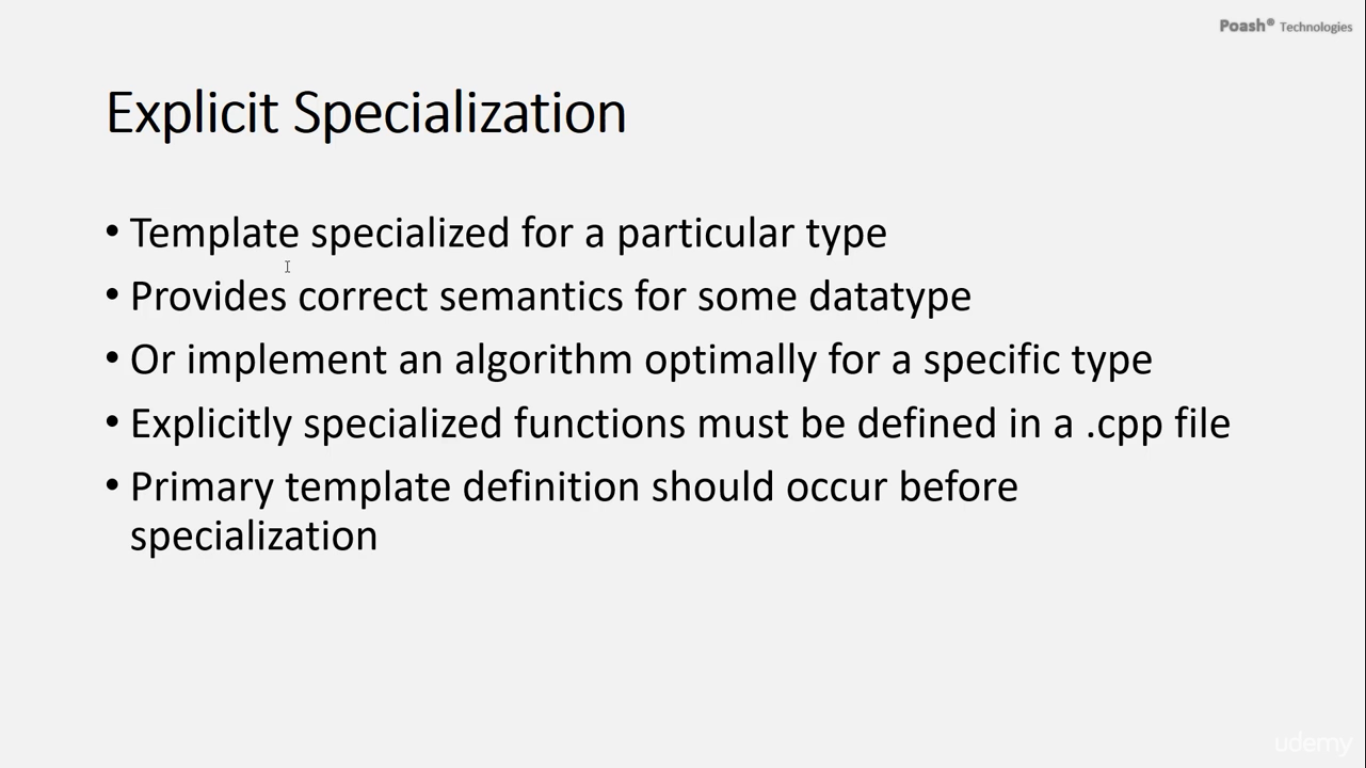 Poash® Technologies
Explicit Specialization
• Template specialized for a particular type
• Provides correct semantics for some datatype
• Or implement an algorithm optimally for a specific type
• Explicitly specialized functions must be defined in a .cpp file
• Primary template definition should occur before
specialization
udemy